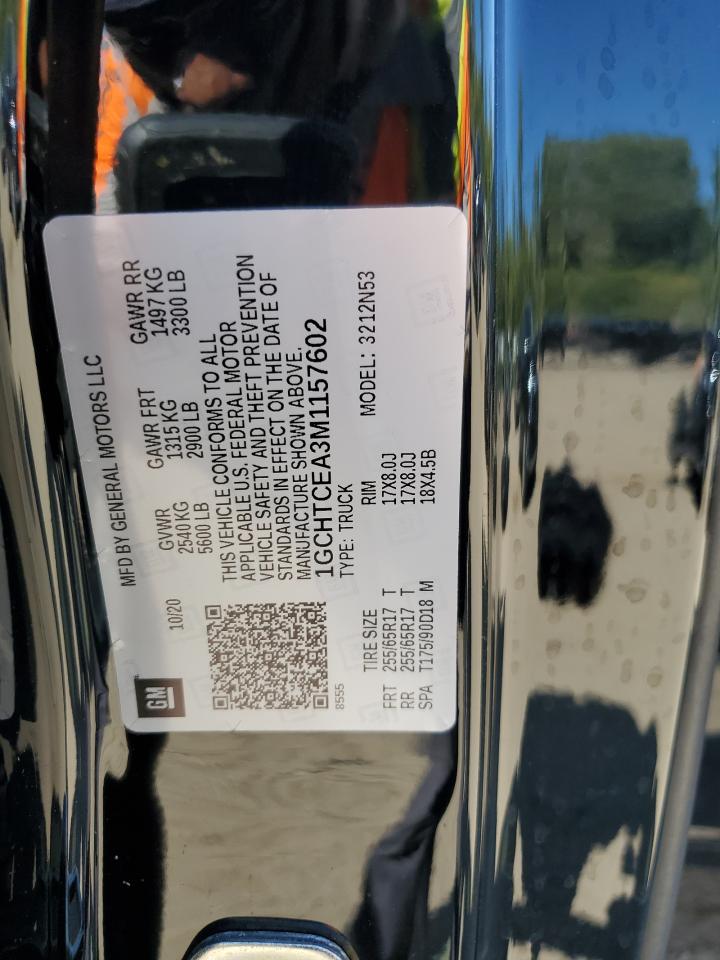 GM
MFD BY GENERAL MOTORS LLC
10/20
GVWR GAWR FRT GAWR RR
2540 KG 1315 KG 1497 KG
5600 LB 2900 LB 3300 LB
THIS VEHICLE CONFORMS TO ALL
APPLICABLE U.S. FEDERAL MOTOR
VEHICLE SAFETY AND THEFT PREVENTION
STANDARDS IN EFFECT ON THE DATE OF
MANUFACTURE SHOWN ABOVE.
1GCHTCEA3M1157602
8555 TYPE: TRUCK MODEL: 3212N53
TIRE SIZE RIM
FRT 255/65R17 T 17X8.0J
RR 255/65R17 T 17X8.0J
SPA T175/90D18 M 18X4.5B